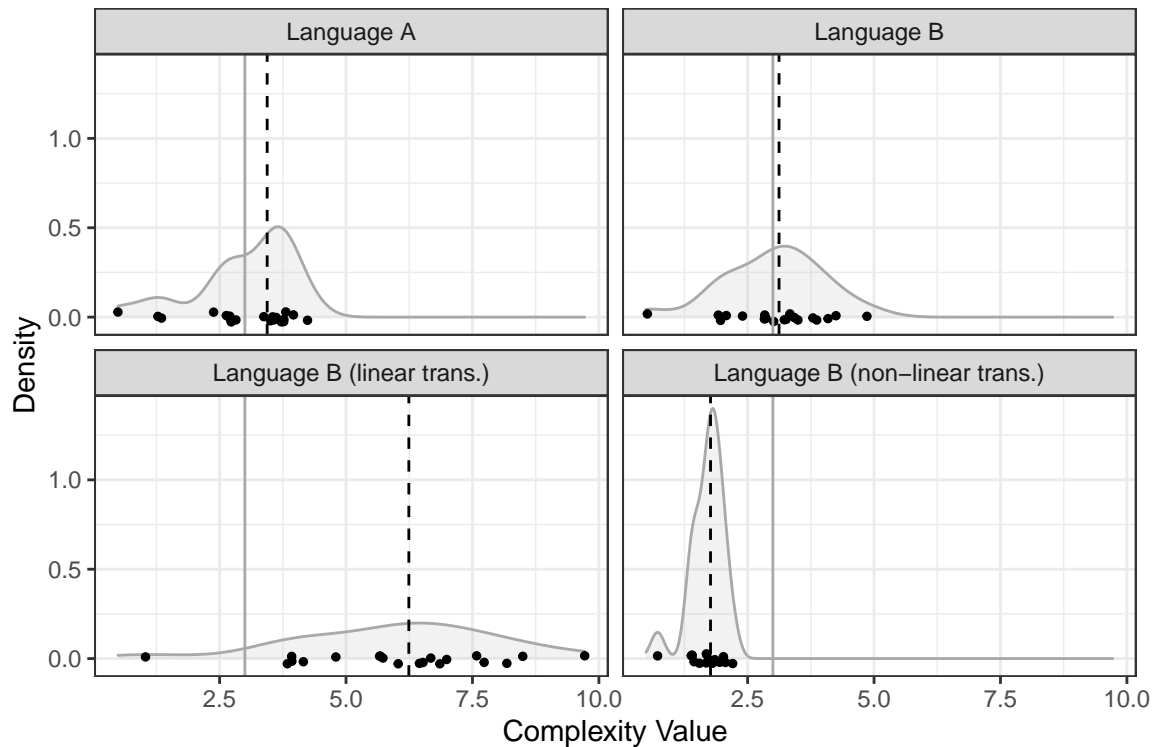 Language A
Language B
1.0
0.5
0.0
Language B (linear trans.)
Language B (non−linear trans.)
1.0
0.5
0.0
2.5 5.0 7.5 10.0 2.5 5.0 7.5 10.0
Complexity Value
Density